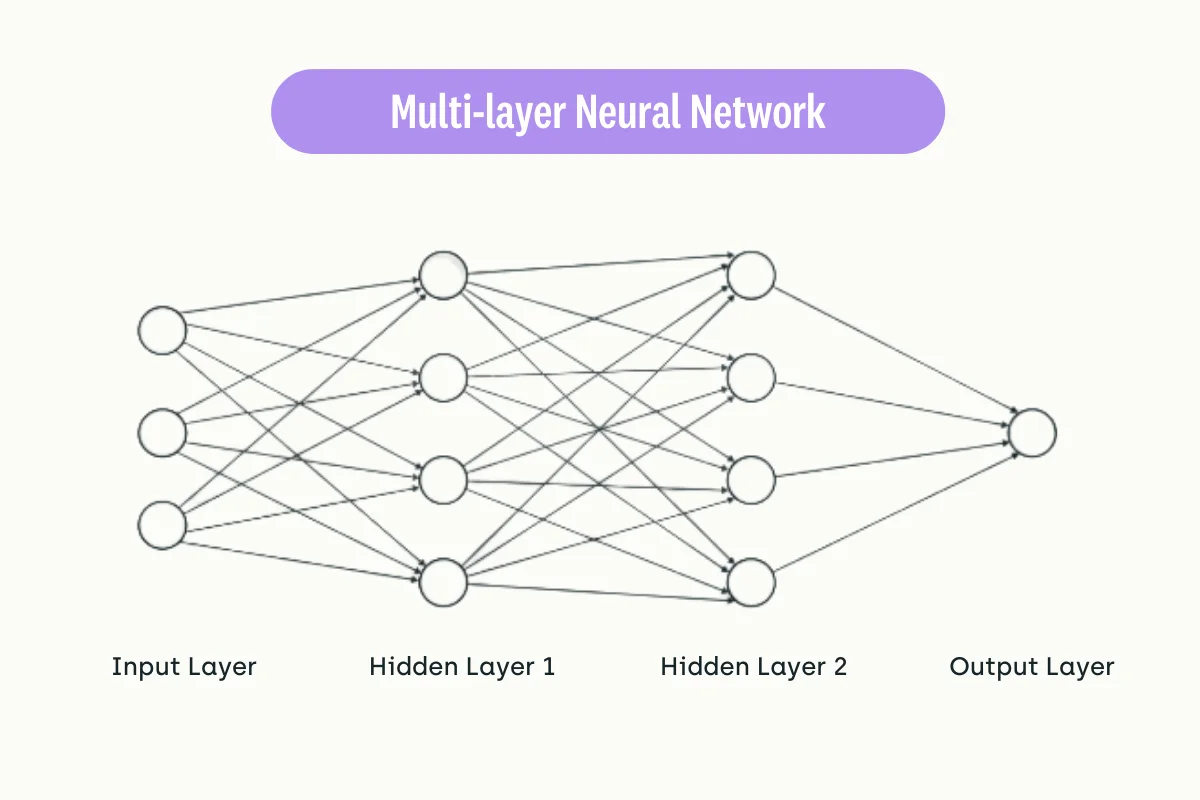 Multi-layer Neural Network
Input Layer
Hidden Layer 1
Hidden Layer 2
Output Layer